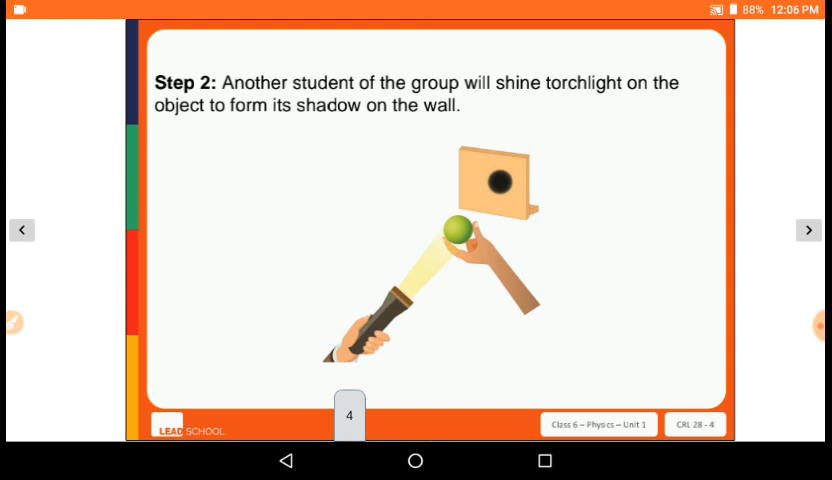 88% 12:06 PM
Step 2: Another student of the group will shine torchlight on the
object to form its shadow on the wall.
4
LEAD SCHOOL
Class 6 – Physics – Unit 1
CRL 28 - 4